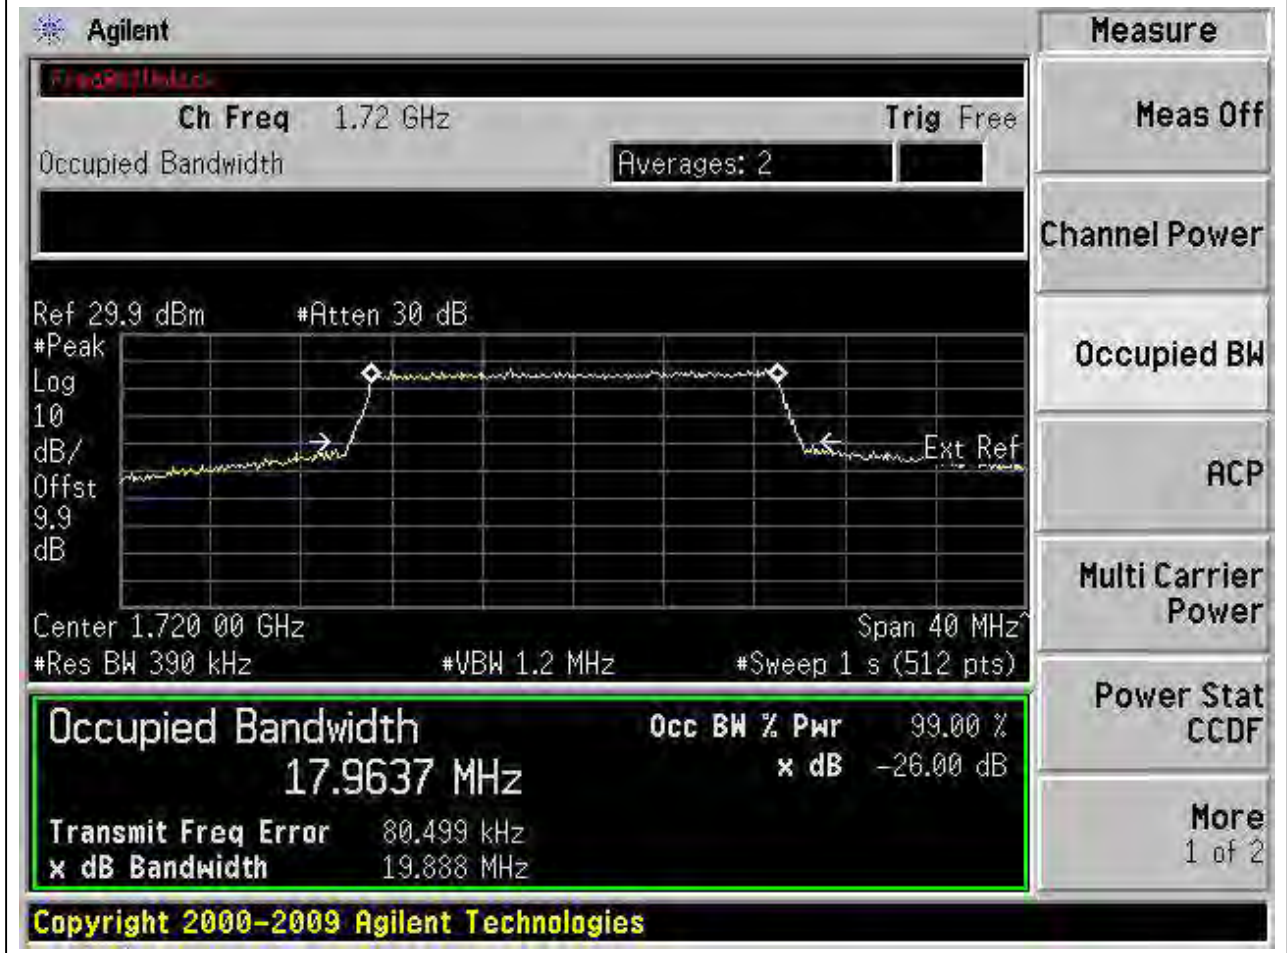 Agilent
Measure
Ch Freq 1.72 GHz Trig Free
Meas Off
Occupied Bandwidth Averages: 2
Channel Power
Ref 29.9 dBm #Atten 30 dB
#Peak
Occupied BW
Log
10
dB/
Ext Ref
ACP
Offst
9.9
dB
Multi Carrier
Power
Center 1.720 00 GHz Span 40 MHz^
#Res BW 390 kHz #VBW 1.2 MHz #Sweep 1 s (512 pts)
Power Stat
CCDF
Occupied Bandwidth Occ BW % Pwr 99.00 %
17.9637 MHz x dB -26.00 dB
Transmit Freq Error 80.499 kHz
x dB Bandwidth 19.888 MHz
More
1 of 2
Copyright 2000-2009 Agilent Technologies